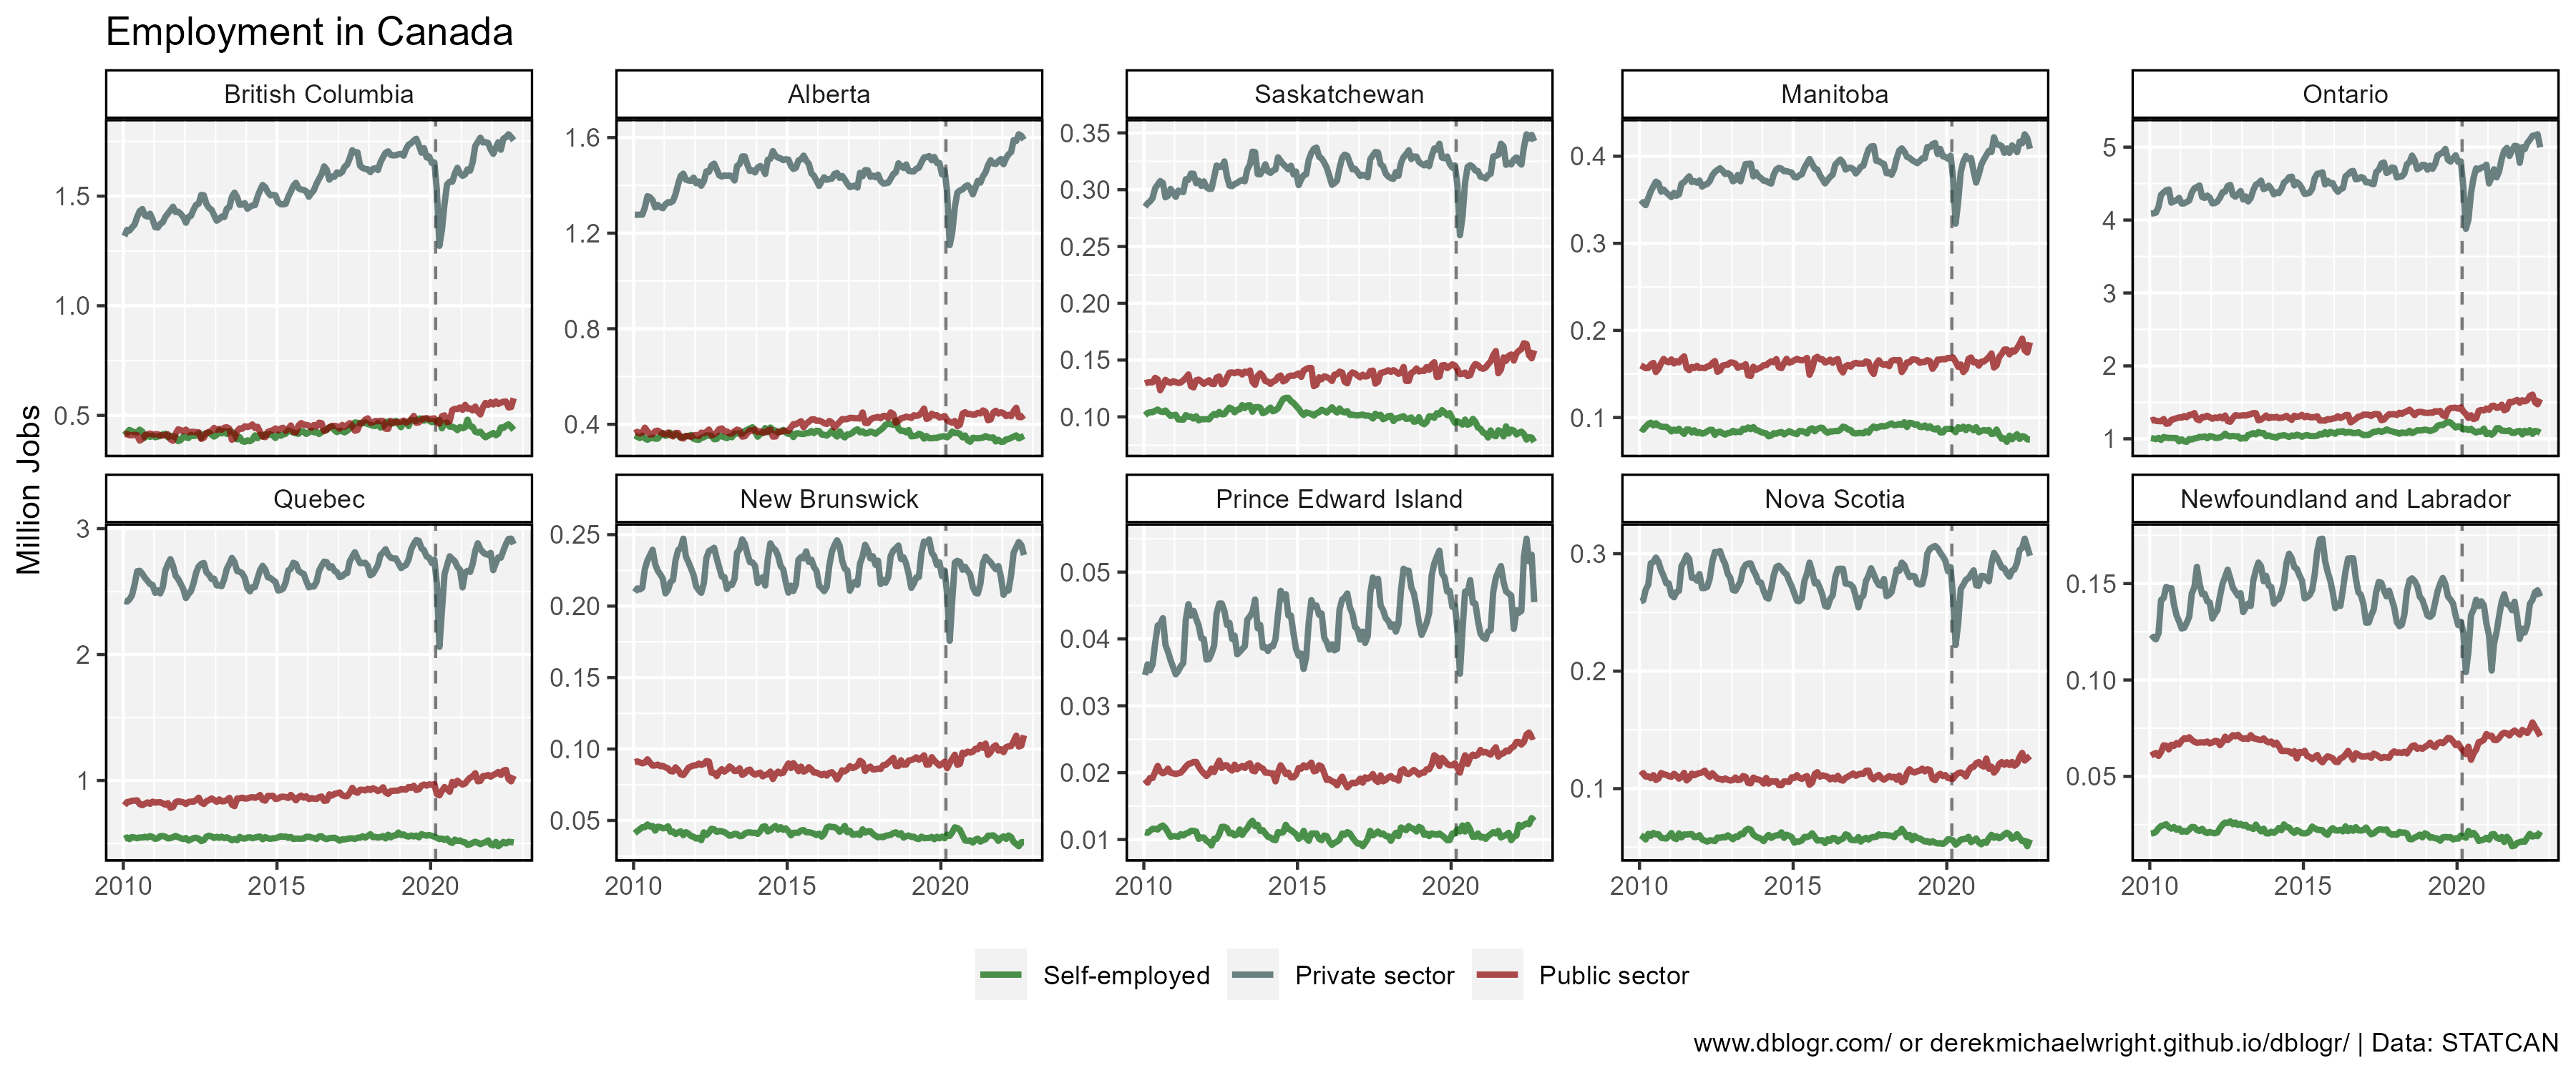 Employment in Canada
British Columbia
Alberta
Saskatchewan
Manitoba
Ontario
Million Jobs
1.5
1.0
0.5
1.6
1.2
0.8
0.4
0.35
0.30
0.25
0.20
0.15
0.10
0.4
0.3
0.2
0.1
5
4
3
2
1
Quebec
New Brunswick
Prince Edward Island
Nova Scotia
Newfoundland and Labrador
3
2
1
0.25
0.20
0.15
0.10
0.05
0.05
0.04
0.03
0.02
0.01
0.3
0.2
0.1
0.15
0.10
0.05
2010 2015 2020
2010 2015 2020
2010 2015 2020
2010 2015 2020
2010 2015 2020
Self-employed Private sector Public sector
www.dblogr.com/ or derekmichaelwright.github.io/dblogr/ | Data: STATCAN